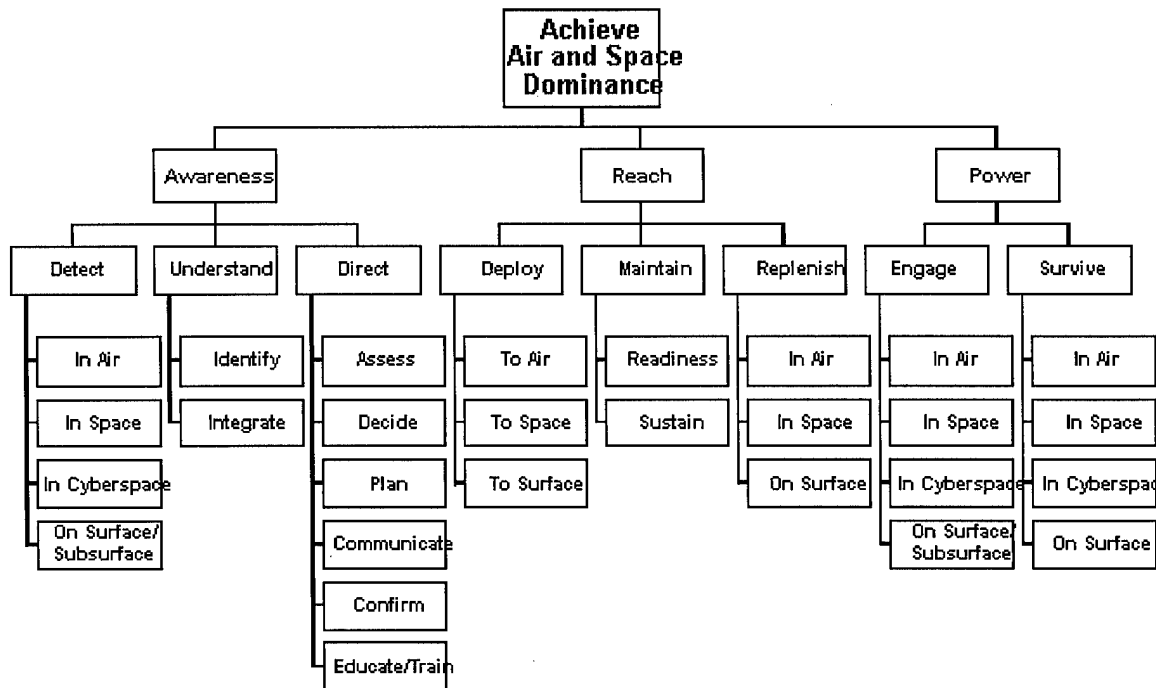 Achieve
Air and Space
Dominance
Awareness
Reach
Power
Detect
Understand
Direct
Deploy
Maintain
Replenish
Engage
Survive
In Air
Identify
Assess
To Air
Readiness
In Air
In Air
In Air
In Space
Integrate
Decide
To Space
Sustain
In Space
In Space
In Space
In Cyberspace
Plan
To Surface
On Surface
In Cyberspace
In Cyberspac
On Surface/
Subsurface
Communicate
On Surface/
Subsurface
On Surface
Confirm
Educate/Train